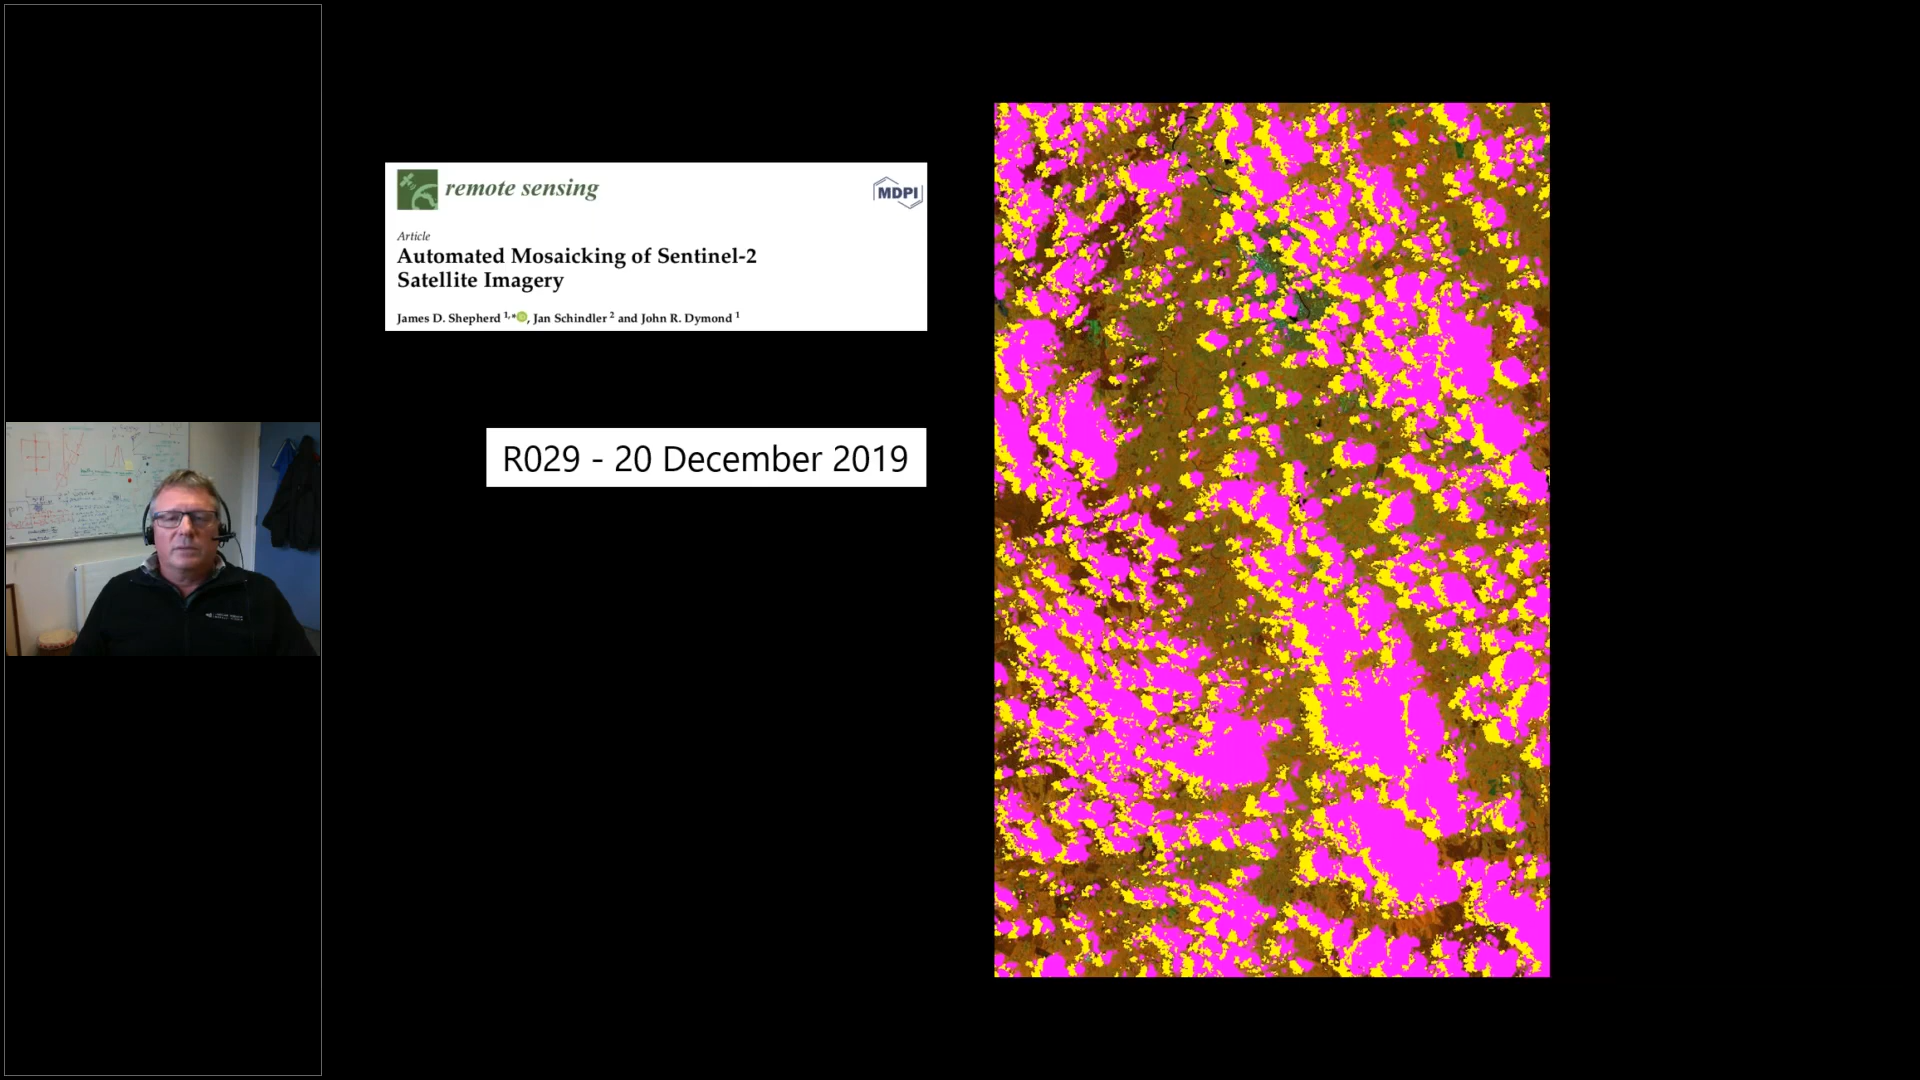 remote sensing
MDPI
Article
Automated Mosaicking of Sentinel-2
Satellite Imagery
James D. Shepherd 1,*, Jan Schindler 2 and John R. Dymond 1
R029 - 20 December 2019